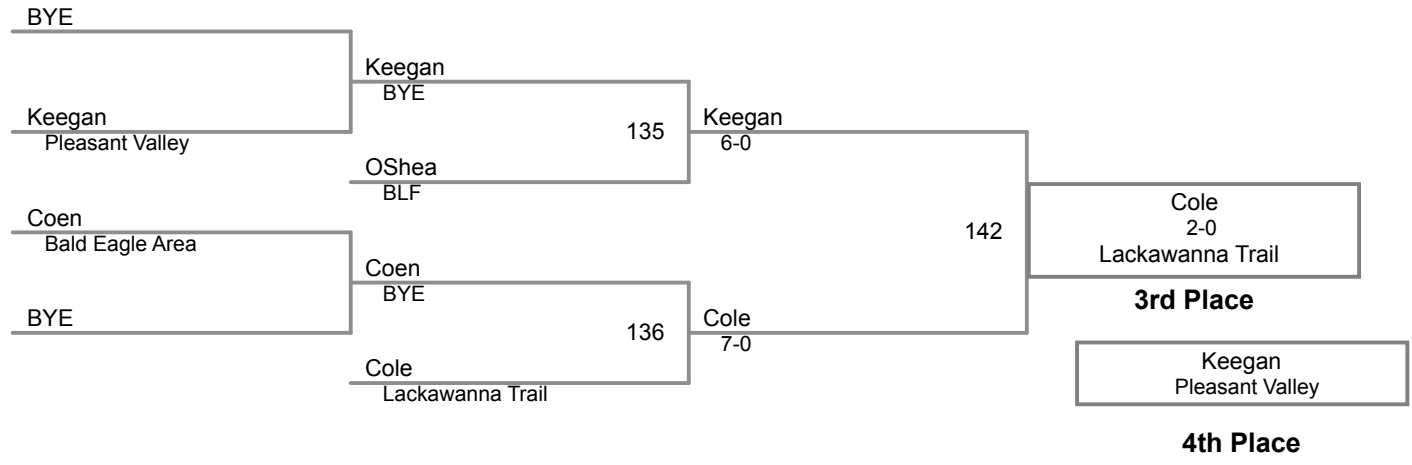 BYE
Keegan
BYE
Keegan
Pleasant Valley
135
Keegan
6-0
OShea
BLF
Coen
Bald Eagle Area
142
Cole
2-0
Lackawanna Trail
3rd Place
Coen
BYE
BYE
136
Cole
7-0
Cole
Lackawanna Trail
Keegan
Pleasant Valley
4th Place